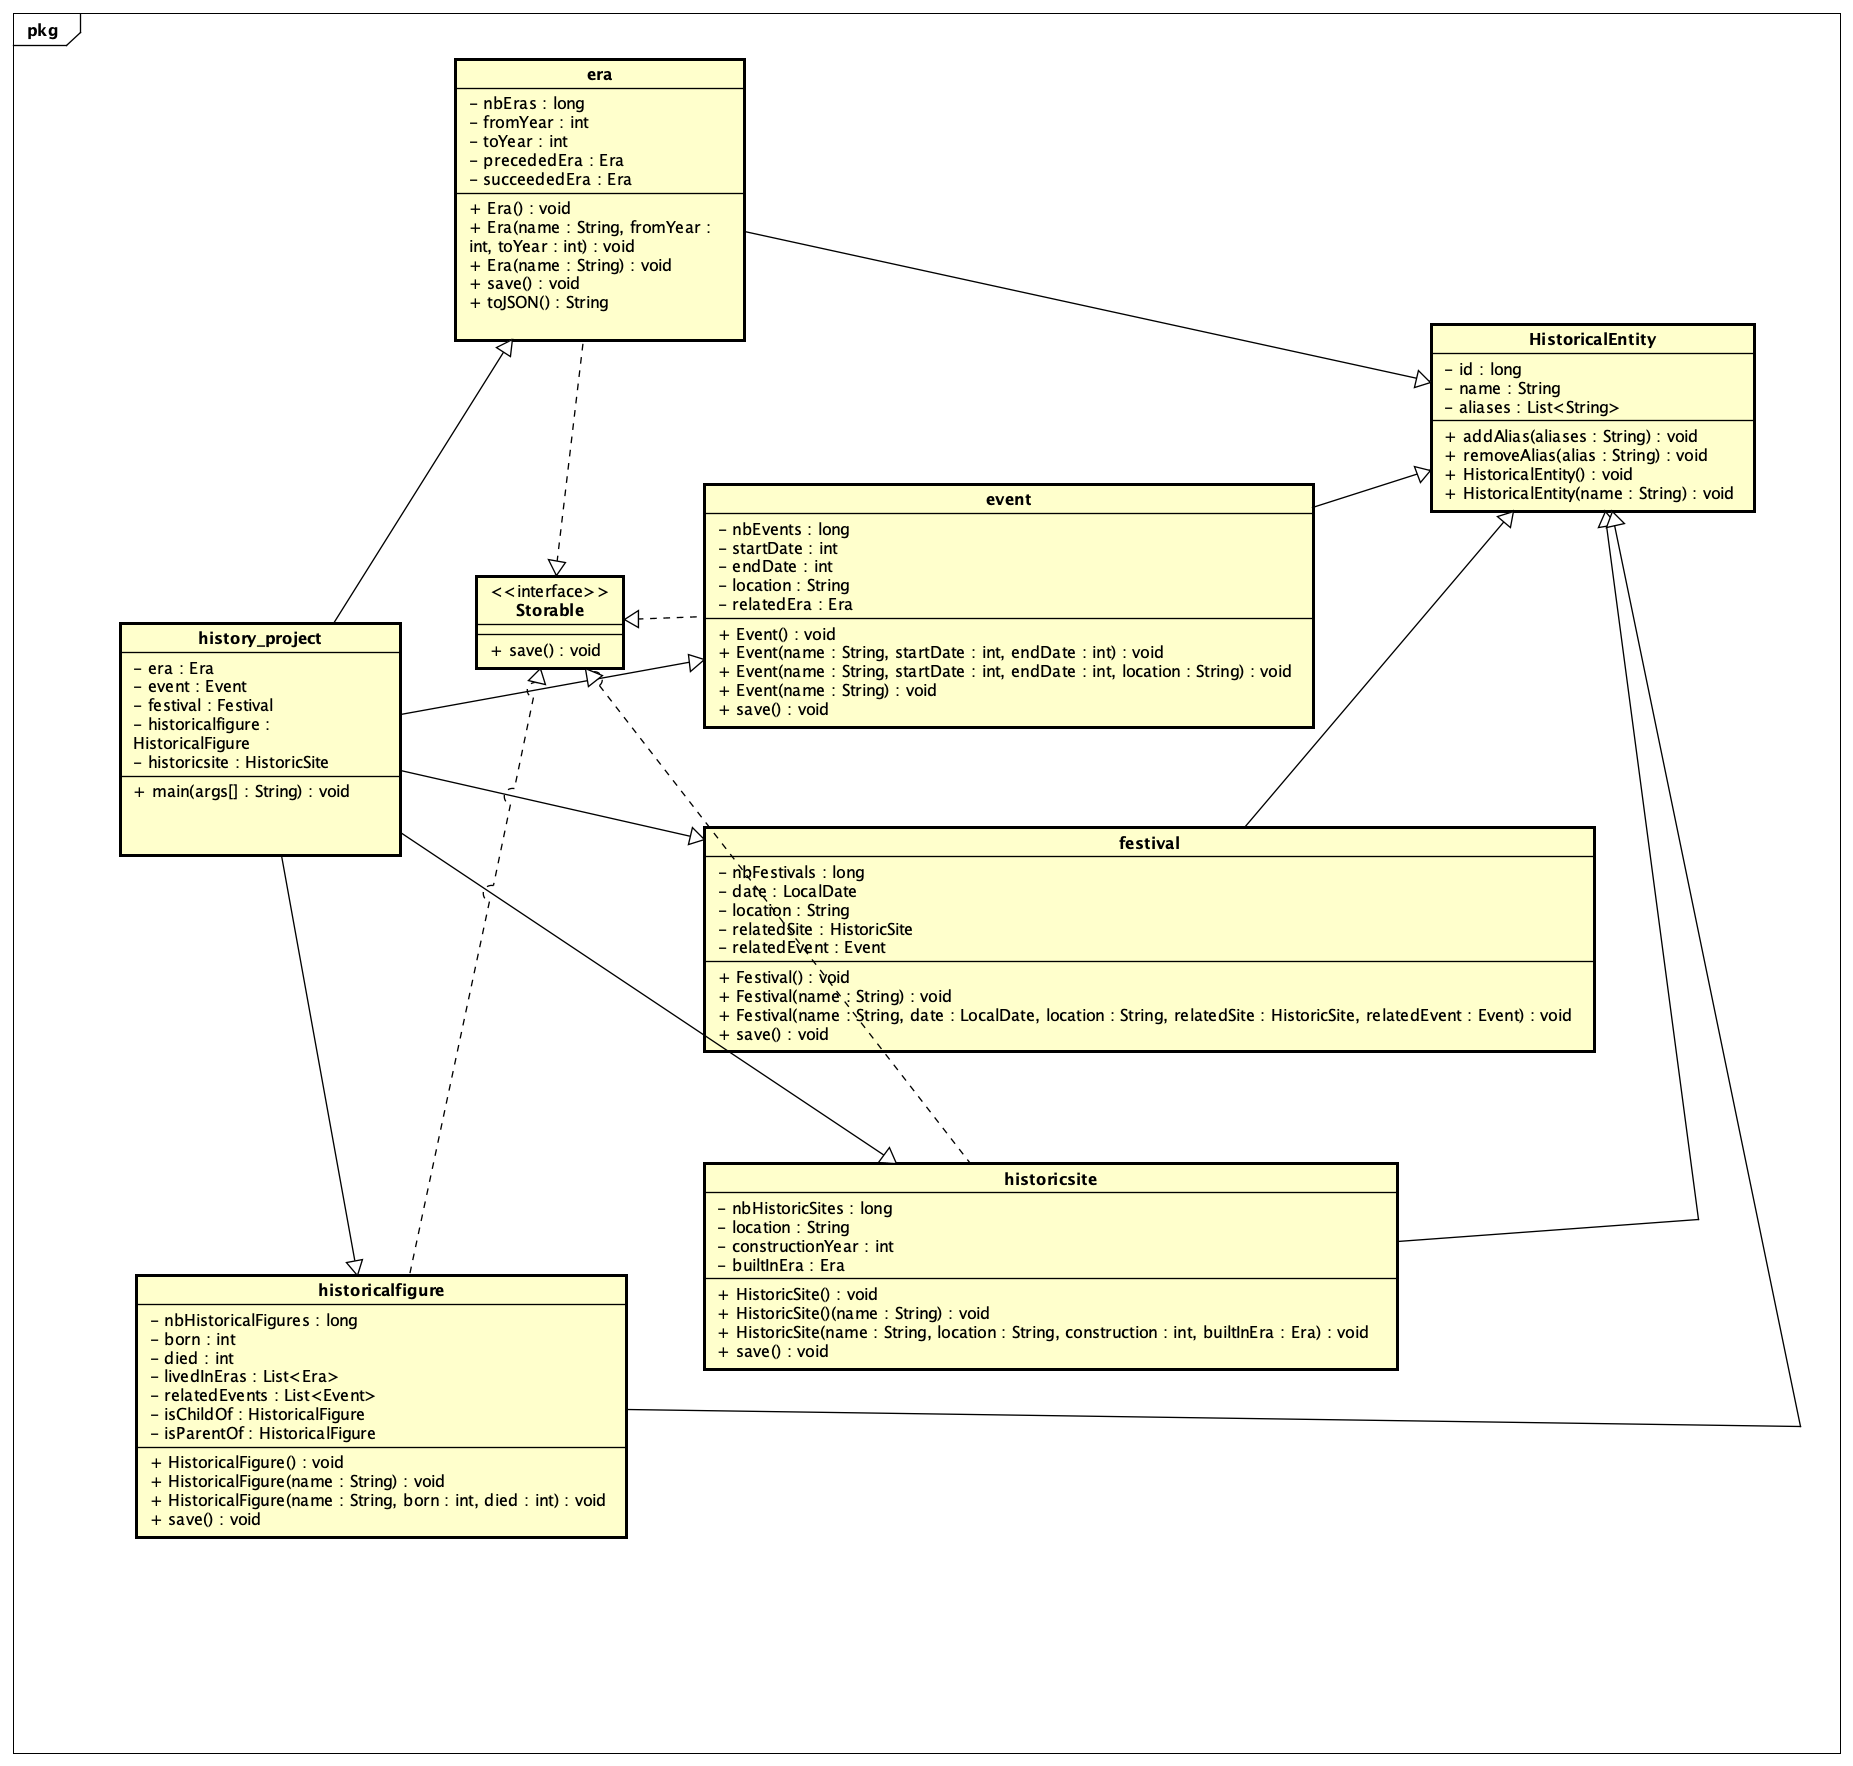 pkg
era
- nbEras : long
- fromYear : int
- toYear : int
- precededEra : Era
- succeededEra : Era
+ Era() : void
+ Era(name : String, fromYear :
int, toYear : int) : void
+ Era(name : String) : void
+ save() : void
+ toJSON() : String
HistoricalEntity
- id : long
- name : String
- aliases : List<String>
+ addAlias(aliases : String) : void
+ removeAlias(alias : String) : void
+ HistoricalEntity() : void
+ HistoricalEntity(name : String) : void
event
- nbEvents : long
- startDate : int
- endDate : int
- location : String
- relatedEra : Era
+ Event() : void
+ Event(name : String, startDate : int, endDate : int) : void
+ Event(name : String, startDate : int, endDate : int, location : String) : void
+ Event(name : String) : void
+ save() : void
<<interface>>
Storable
+ save() : void
history_project
- era : Era
- event : Event
- festival : Festival
- historicalfigure :
HistoricalFigure
- historicsite : HistoricSite
+ main(args[] : String) : void
festival
- nbFestivals : long
- date : LocalDate
- location : String
- relatedSite : HistoricSite
- relatedEvent : Event
+ Festival() : void
+ Festival(name : String) : void
+ Festival(name : String, date : LocalDate, location : String, relatedSite : HistoricSite, relatedEvent : Event) : void
+ save() : void
historicsite
- nbHistoricSites : long
- location : String
- constructionYear : int
- builtInEra : Era
+ HistoricSite() : void
+ HistoricSite()(name : String) : void
+ HistoricSite(name : String, location : String, construction : int, builtInEra : Era) : void
+ save() : void
historicalfigure
- nbHistoricalFigures : long
- born : int
- died : int
- livedInEras : List<Era>
- relatedEvents : List<Event>
- isChildOf : HistoricalFigure
- isParentOf : HistoricalFigure
+ HistoricalFigure() : void
+ HistoricalFigure(name : String) : void
+ HistoricalFigure(name : String, born : int, died : int) : void
+ save() : void